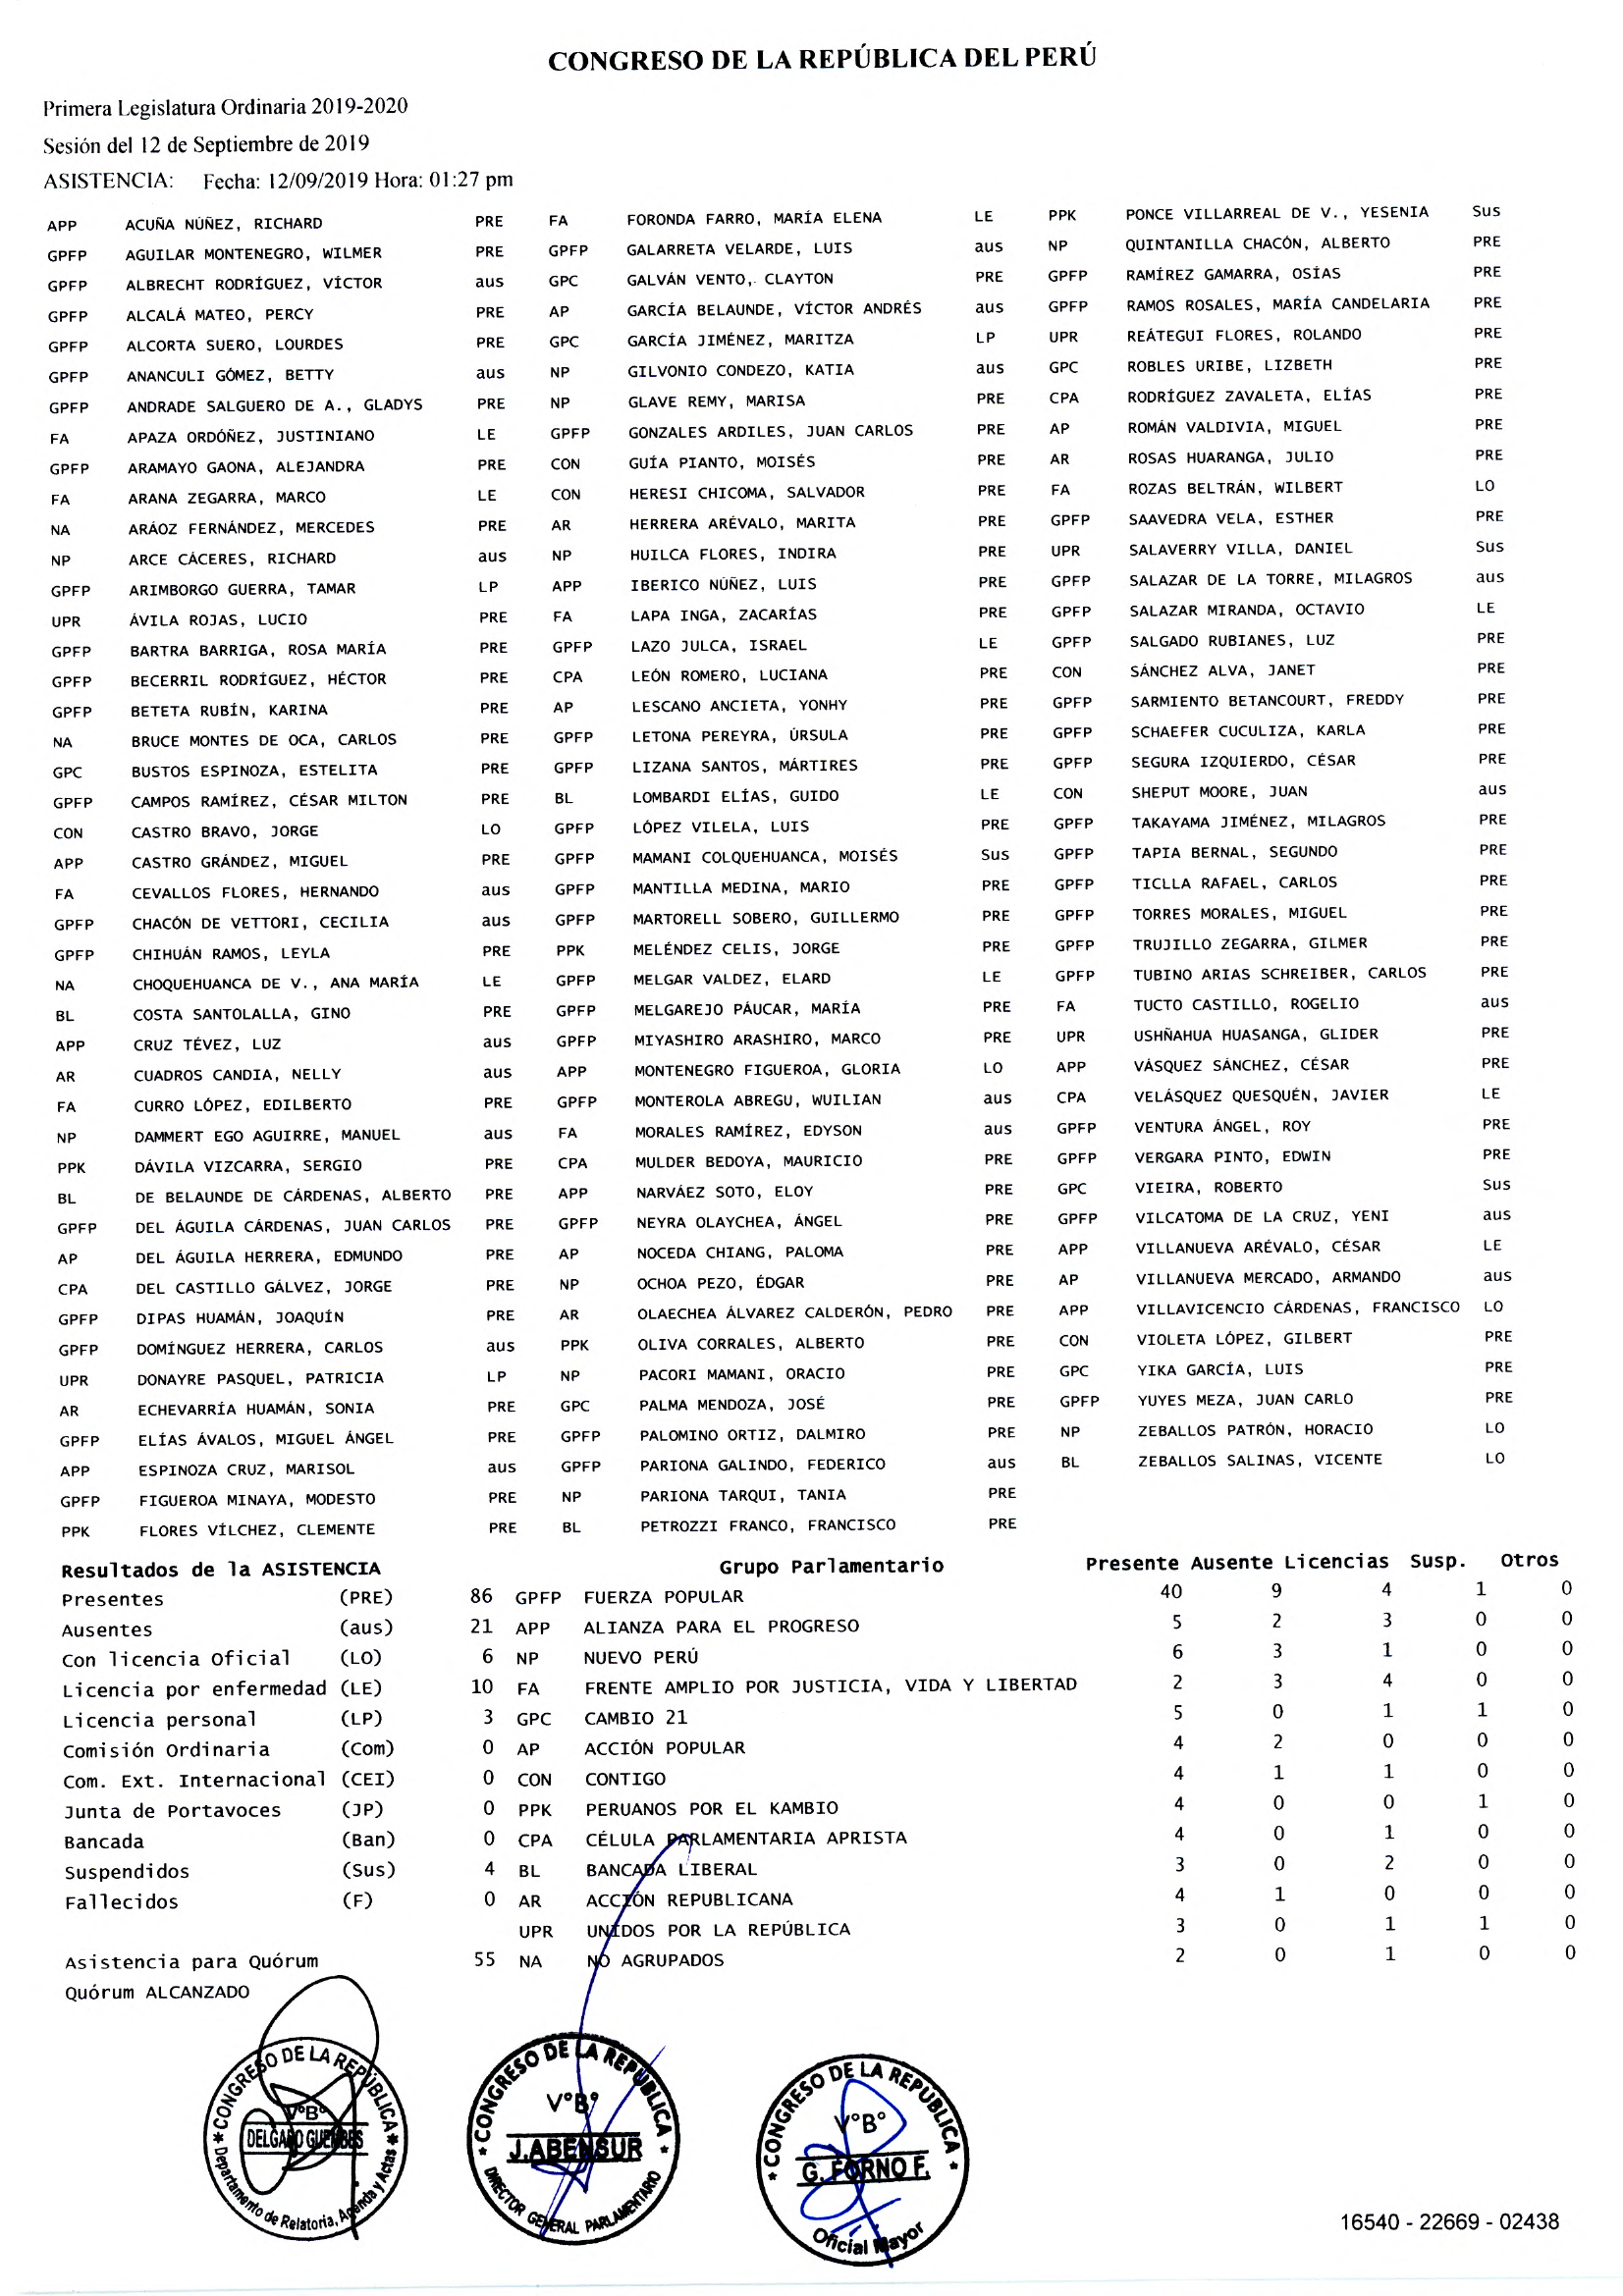 CONGRESO DE LA REPÚBLICA DEL PERÚ
Primera Legislatura Ordinaria 2019-2020
Sesión del 12 de Septiembre de 2019
ASISTENCIA: Fecha: 12/09/2019 Hora: 01:27 pm
APP ACUÑA NÚÑEZ, RICHARD PRE FA FORONDA FARRO, MARÍA ELENA LE PPK PONCE VILLARREAL DE V., YESENIA Sus
GPFP AGUILAR MONTENEGRO, WILMER PRE GPFP GALARRETA VELARDE, LUIS aus NP QUINTANILLA CHACÓN, ALBERTO PRE
GPFP ALBRECHT RODRÍGUEZ, VÍCTOR aus GPC GALVÁN VENTO, CLAYTON PRE GPFP RAMÍREZ GAMARRA, OSÍAS PRE
GPFP ALCALÁ MATEO, PERCY PRE AP GARCÍA BELAUNDE, VÍCTOR ANDRÉS aus GPFP RAMOS ROSALES, MARÍA CANDELARIA PRE
GPFP ALCORTA SUERO, LOURDES PRE GPC GARCÍA JIMÉNEZ, MARITZA LP UPR REÁTEGUI FLORES, ROLANDO PRE
GPFP ANANCULI GÓMEZ, BETTY aus NP GILVONIO CONDEZO, KATIA aus GPC ROBLES URIBE, LIZBETH PRE
GPFP ANDRADE SALGUERO DE A., GLADYS PRE NP GLAVE REMY, MARISA PRE CPA RODRÍGUEZ ZAVALETA, ELÍAS PRE
FA APAZA ORDÓÑEZ, JUSTINIANO LE GPFP GONZALES ARDILES, JUAN CARLOS PRE AP ROMÁN VALDIVIA, MIGUEL PRE
GPFP ARAMAYO GAONA, ALEJANDRA PRE CON GUÍA PIANTO, MOISÉS PRE AR ROSAS HUARANGA, JULIO PRE
FA ARANA ZEGARRA, MARCO LE CON HERESI CHICOMA, SALVADOR PRE FA ROZAS BELTRÁN, WILBERT LO
NA ARÁOZ FERNÁNDEZ, MERCEDES PRE AR HERRERA ARÉVALO, MARITA PRE GPFP SAAVEDRA VELA, ESTHER PRE
NP ARCE CÁCERES, RICHARD aus NP HUILCA FLORES, INDIRA PRE UPR SALAVERRY VILLA, DANIEL Sus
GPFP ARIMBORGO GUERRA, TAMAR LP APP IBERICO NÚÑEZ, LUIS PRE GPFP SALAZAR DE LA TORRE, MILAGROS aus
UPR ÁVILA ROJAS, LUCIO PRE FA LAPA INGA, ZACARÍAS PRE GPFP SALAZAR MIRANDA, OCTAVIO LE
GPFP BARTRA BARRIGA, ROSA MARÍA PRE GPFP LAZO JULCA, ISRAEL LE GPFP SALGADO RUBIANES, LUZ PRE
GPFP BECERRIL RODRÍGUEZ, HÉCTOR PRE CPA LEÓN ROMERO, LUCIANA PRE CON SÁNCHEZ ALVA, JANET PRE
GPFP BETETA RUBÍN, KARINA PRE AP LESCANO ANCIETA, YONHY PRE GPFP SARMIENTO BETANCOURT, FREDDY PRE
NA BRUCE MONTES DE OCA, CARLOS PRE GPFP LETONA PEREYRA, ÚRSULA PRE GPFP SCHAEFER CUCULIZA, KARLA PRE
GPC BUSTOS ESPINOZA, ESTELITA PRE GPFP LIZANA SANTOS, MÁRTIRES PRE GPFP SEGURA IZQUIERDO, CÉSAR PRE
GPFP CAMPOS RAMÍREZ, CÉSAR MILTON PRE BL LOMBARDI ELÍAS, GUIDO LE CON SHEPUT MOORE, JUAN aus
CON CASTRO BRAVO, JORGE LO GPFP LÓPEZ VILELA, LUIS PRE GPFP TAKAYAMA JIMÉNEZ, MILAGROS PRE
APP CASTRO GRÁNDEZ, MIGUEL PRE GPFP MAMANI COLQUEHUANCA, MOISÉS Sus GPFP TAPIA BERNAL, SEGUNDO PRE
FA CEVALLOS FLORES, HERNANDO aus GPFP MANTILLA MEDINA, MARIO PRE GPFP TICLLA RAFAEL, CARLOS PRE
GPFP CHACÓN DE VETTORI, CECILIA aus GPFP MARTORELL SOBERO, GUILLERMO PRE GPFP TORRES MORALES, MIGUEL PRE
GPFP CHIHUÁN RAMOS, LEYLA PRE PPK MELÉNDEZ CELIS, JORGE PRE GPFP TRUJILLO ZEGARRA, GILMER PRE
NA CHOQUEHUANCA DE V., ANA MARÍA LE GPFP MELGAR VALDEZ, ELARD LE GPFP TUBINO ARIAS SCHREIBER, CARLOS PRE
BL COSTA SANTOLALLA, GINO PRE GPFP MELGAREJO PÁUCAR, MARÍA PRE FA TUCTO CASTILLO, ROGELIO aus
APP CRUZ TÉVEZ, LUZ aus GPFP MIYASHIRO ARASHIRO, MARCO PRE UPR USHÑAHUA HUASANGA, GLIDER PRE
AR CUADROS CANDIA, NELLY aus APP MONTENEGRO FIGUEROA, GLORIA LO APP VÁSQUEZ SÁNCHEZ, CÉSAR PRE
FA CURRO LÓPEZ, EDILBERTO PRE GPFP MONTEROLA ABREGU, WUILIAN aus CPA VELÁSQUEZ QUESQUÉN, JAVIER LE
NP DAMMERT EGO AGUIRRE, MANUEL aus FA MORALES RAMÍREZ, EDYSON aus GPFP VENTURA ÁNGEL, ROY PRE
PPK DÁVILA VIZCARRA, SERGIO PRE CPA MULDER BEDOYA, MAURICIO PRE GPFP VERGARA PINTO, EDWIN PRE
BL DE BELAUNDE DE CÁRDENAS, ALBERTO PRE APP NARVÁEZ SOTO, ELOY PRE GPC VIEIRA, ROBERTO Sus
GPFP DEL ÁGUILA CÁRDENAS, JUAN CARLOS PRE GPFP NEYRA OLAYCHEA, ÁNGEL PRE GPFP VILCATOMA DE LA CRUZ, YENI aus
AP DEL ÁGUILA HERRERA, EDMUNDO PRE AP NOCEDA CHIANG, PALOMA PRE APP VILLANUEVA ARÉVALO, CÉSAR LE
CPA DEL CASTILLO GÁLVEZ, JORGE PRE NP OCHOA PEZO, ÉDGAR PRE AP VILLANUEVA MERCADO, ARMANDO aus
GPFP DIPAS HUAMÁN, JOAQUÍN PRE AR OLAECHEA ÁLVAREZ CALDERÓN, PEDRO PRE APP VILLAVICENCIO CÁRDENAS, FRANCISCO LO
GPFP DOMÍNGUEZ HERRERA, CARLOS aus PPK OLIVA CORRALES, ALBERTO PRE CON VIOLETA LÓPEZ, GILBERT PRE
UPR DONAYRE PASQUEL, PATRICIA LP NP PACORI MAMANI, ORACIO PRE GPC YIKA GARCÍA, LUIS PRE
AR ECHEVARRÍA HUAMÁN, SONIA PRE GPC PALMA MENDOZA, JOSÉ PRE GPFP YUYES MEZA, JUAN CARLO PRE
GPFP ELÍAS ÁVALOS, MIGUEL ÁNGEL PRE GPFP PALOMINO ORTIZ, DALMIRO PRE NP ZEBALLOS PATRÓN, HORACIO LO
APP ESPINOZA CRUZ, MARISOL aus GPFP PARIONA GALINDO, FEDERICO aus BL ZEBALLOS SALINAS, VICENTE LO
GPFP FIGUEROA MINAYA, MODESTO PRE NP PARIONA TARQUI, TANIA PRE
PPK FLORES VÍLCHEZ, CLEMENTE PRE BL PETROZZI FRANCO, FRANCISCO PRE
Resultados de la ASISTENCIA Grupo Parlamentario Presente Ausente Licencias Susp. Otros
Presentes (PRE) 86 GPFP FUERZA POPULAR 40 9 4 1 0
Ausentes (aus) 21 APP ALIANZA PARA EL PROGRESO 5 2 3 0 0
Con licencia Oficial (LO) 6 NP NUEVO PERÚ 6 3 1 0 0
Licencia por enfermedad (LE) 10 FA FRENTE AMPLIO POR JUSTICIA, VIDA Y LIBERTAD 2 3 4 0 0
Licencia personal (LP) 3 GPC CAMBIO 21 5 0 1 1 0
Comisión Ordinaria (Com) 0 AP ACCIÓN POPULAR 4 2 0 0 0
Com. Ext. Internacional (CEI) 0 CON CONTIGO 4 1 1 0 0
Junta de Portavoces (JP) 0 PPK PERUANOS POR EL KAMBIO 4 0 0 1 0
Bancada (Ban) 0 CPA CÉLULA PARLAMENTARIA APRISTA 4 0 1 0 0
Suspendidos (Sus) 4 BL BANCADA LIBERAL 3 0 2 0 0
Fallecidos (F) 0 AR ACCIÓN REPUBLICANA 4 1 0 0 0
UPR UNIDOS POR LA REPÚBLICA 3 0 1 1 0
Asistencia para Quórum 55 NA NO AGRUPADOS 2 0 1 0 0
Quórum ALCANZADO
CONGRESO DE LA REPÚBLICA
V°B°
DELGADO GUEMBES
Departamento de Relatoría, Agenda y Actas
CONGRESO DE LA REPÚBLICA
V°B°
J.ABENSUR
DIRECTOR GENERAL PARLAMENTARIO
CONGRESO DE LA REPÚBLICA
V°B°
G. FORNO F.
Oficial Mayor
16540 - 22669 - 02438